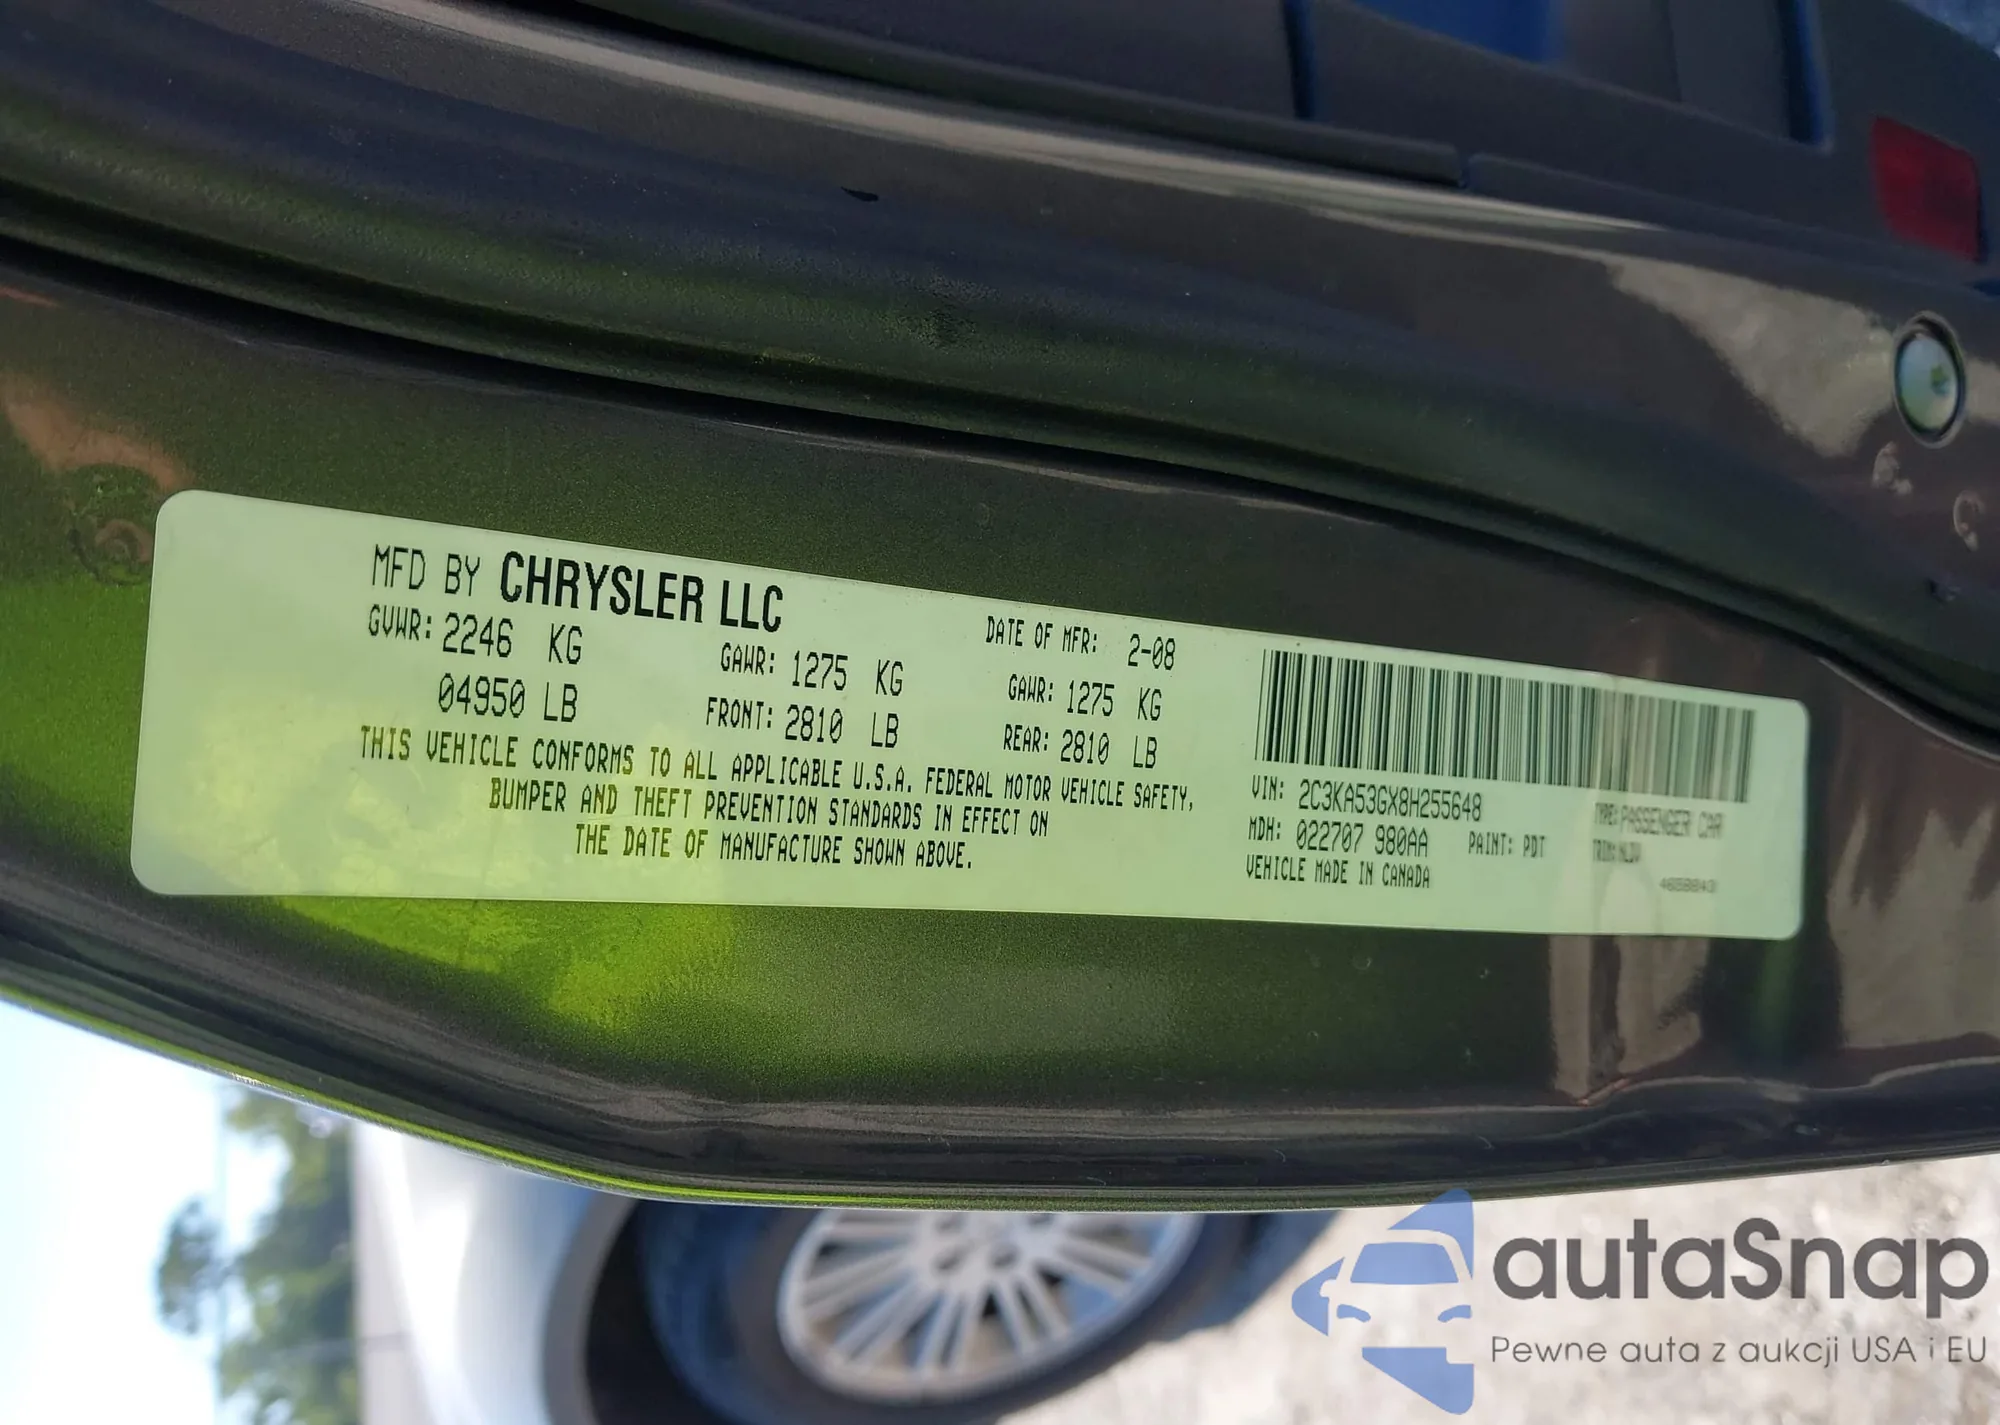 MFD BY CHRYSLER LLC
DATE OF MFR: 2-08
GVWR: 2246 KG
GAWR: 1275 KG
GAWR: 1275 KG
04950 LB
FRONT: 2810 LB
REAR: 2810 LB
THIS VEHICLE CONFORMS TO ALL APPLICABLE U.S.A. FEDERAL MOTOR VEHICLE SAFETY,
BUMPER AND THEFT PREVENTION STANDARDS IN EFFECT ON
THE DATE OF MANUFACTURE SHOWN ABOVE.
VIN: 2C3KA53GX8H255648
TYPE: PASSENGER CAR
MDH: 022707 980AA
PAINT: PDT
TRIM:
VEHICLE MADE IN CANADA
autaSnap
Pewne auta z aukcji USA i EU